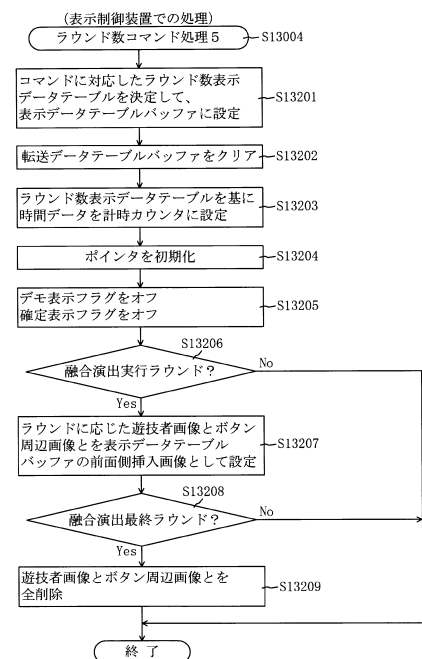 (表示制御装置での処理)
ラウンド数コマンド処理5
S13004
コマンドに対応したラウンド数表示
データテーブルを決定して、
表示データテーブルバッファに設定
S13201
転送データテーブルバッファをクリア
S13202
ラウンド数表示データテーブルを基に
時間データを計時カウンタに設定
S13203
ポインタを初期化
S13204
デモ表示フラグをオフ
確定表示フラグをオフ
S13205
S13206
融合演出実行ラウンド?
No
Yes
ラウンドに応じた遊技者画像とボタン
周辺画像とを表示データテーブル
バッファの前面側挿入画像として設定
S13207
S13208
融合演出最終ラウンド?
No
Yes
遊技者画像とボタン周辺画像とを
全削除
S13209
終了